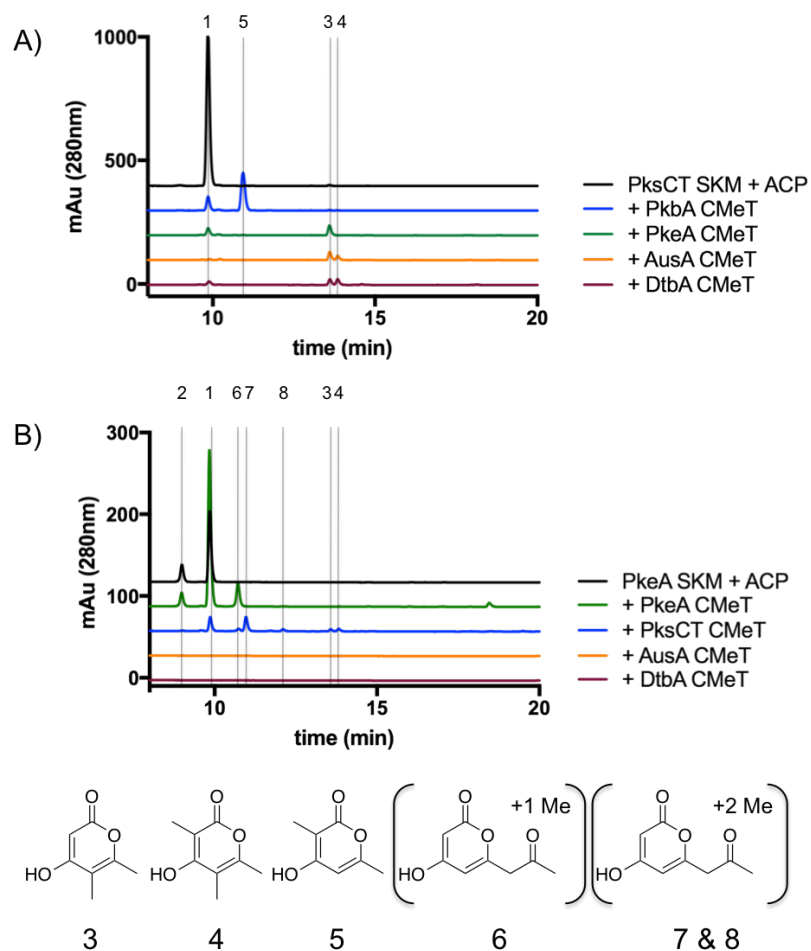 A)
1 5 3 4
1000
500
0
mAu (280nm)
10 15 20
time (min)
PksCT SKM + ACP
+ PkbA CMeT
+ PkeA CMeT
+ AusA CMeT
+ DtbA CMeT
B)
2 1 6 7 8 3 4
300
200
100
0
mAu (280nm)
10 15 20
time (min)
PkeA SKM + ACP
+ PkeA CMeT
+ PksCT CMeT
+ AusA CMeT
+ DtbA CMeT
O O HO
O O HO
O O HO
O O O HO +1 Me
O O O HO +2 Me
3 4 5 6 7 & 8